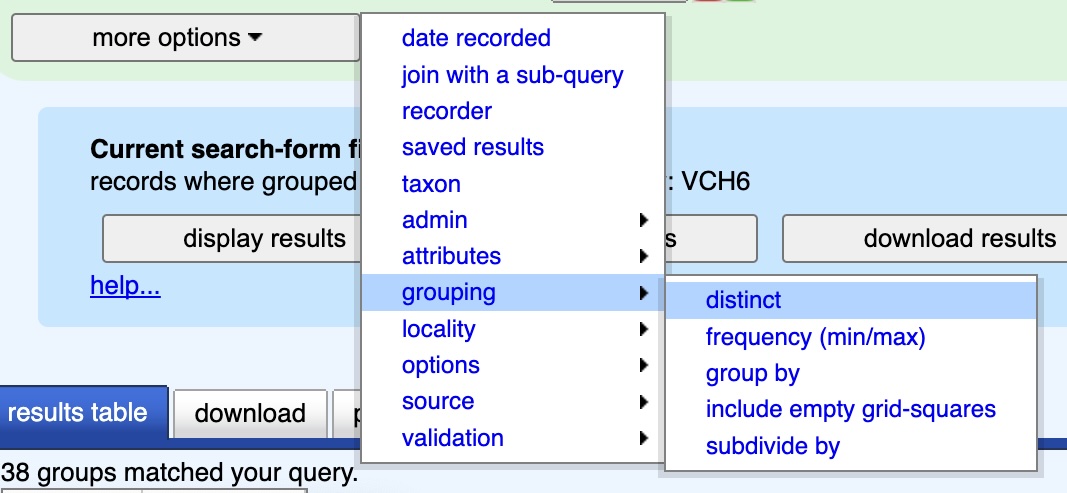 more options
date recorded
join with a sub-query
recorder
saved results
taxon
admin
attributes
grouping
locality
options
source
validation
distinct
frequency (min/max)
group by
include empty grid-squares
subdivide by
Current search-form
records where grouped : VCH6
display results
download results
help...
results table
download
38 groups matched your query.